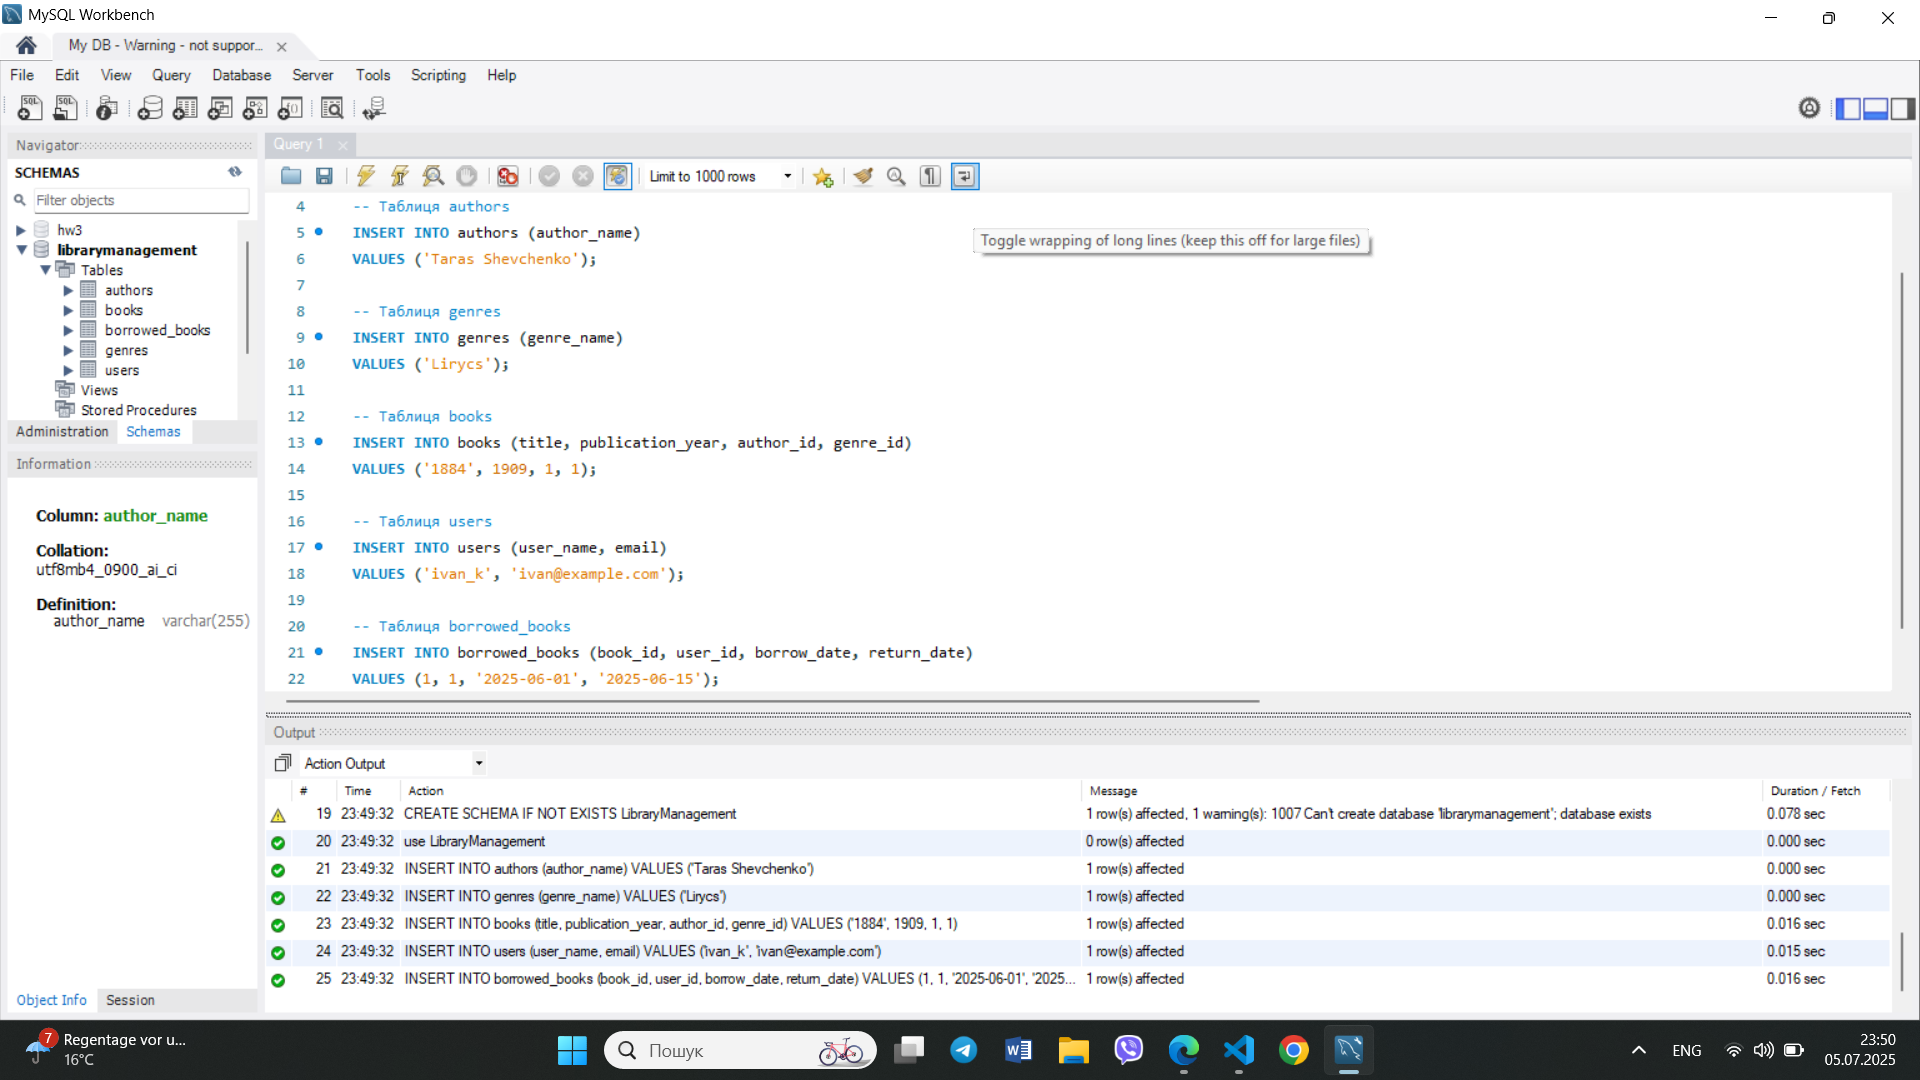 MySQL Workbench
My DB - Warning - not suppor...
File Edit View Query Database Server Tools Scripting Help
Navigator
SCHEMAS
Filter objects
hw3
librarymanagement
Tables
authors
books
borrowed_books
genres
users
Views
Stored Procedures
Administration Schemas
Information
Column: author_name
Collation:
utf8mb4_0900_ai_ci
Definition:
author_name varchar(255)
Object Info Session
Query 1
Limit to 1000 rows
Toggle wrapping of long lines (keep this off for large files)
4 -- Таблиця authors
5 INSERT INTO authors (author_name)
6 VALUES ('Taras Shevchenko');
7
8 -- Таблиця genres
9 INSERT INTO genres (genre_name)
10 VALUES ('Lirycs');
11
12 -- Таблиця books
13 INSERT INTO books (title, publication_year, author_id, genre_id)
14 VALUES ('1884', 1909, 1, 1);
15
16 -- Таблиця users
17 INSERT INTO users (user_name, email)
18 VALUES ('ivan_k', 'ivan@example.com');
19
20 -- Таблиця borrowed_books
21 INSERT INTO borrowed_books (book_id, user_id, borrow_date, return_date)
22 VALUES (1, 1, '2025-06-01', '2025-06-15');
Output
Action Output
# Time Action Message Duration / Fetch
19 23:49:32 CREATE SCHEMA IF NOT EXISTS LibraryManagement 1 row(s) affected, 1 warning(s): 1007 Can't create database 'librarymanagement'; database exists 0.078 sec
20 23:49:32 use LibraryManagement 0 row(s) affected 0.000 sec
21 23:49:32 INSERT INTO authors (author_name) VALUES ('Taras Shevchenko') 1 row(s) affected 0.000 sec
22 23:49:32 INSERT INTO genres (genre_name) VALUES ('Lirycs') 1 row(s) affected 0.000 sec
23 23:49:32 INSERT INTO books (title, publication_year, author_id, genre_id) VALUES ('1884', 1909, 1, 1) 1 row(s) affected 0.016 sec
24 23:49:32 INSERT INTO users (user_name, email) VALUES ('ivan_k', 'ivan@example.com') 1 row(s) affected 0.015 sec
25 23:49:32 INSERT INTO borrowed_books (book_id, user_id, borrow_date, return_date) VALUES (1, 1, '2025-06-01', '2025... 1 row(s) affected 0.016 sec
7 Regentage vor u...
16°C
Пошук
ENG
23:50
05.07.2025